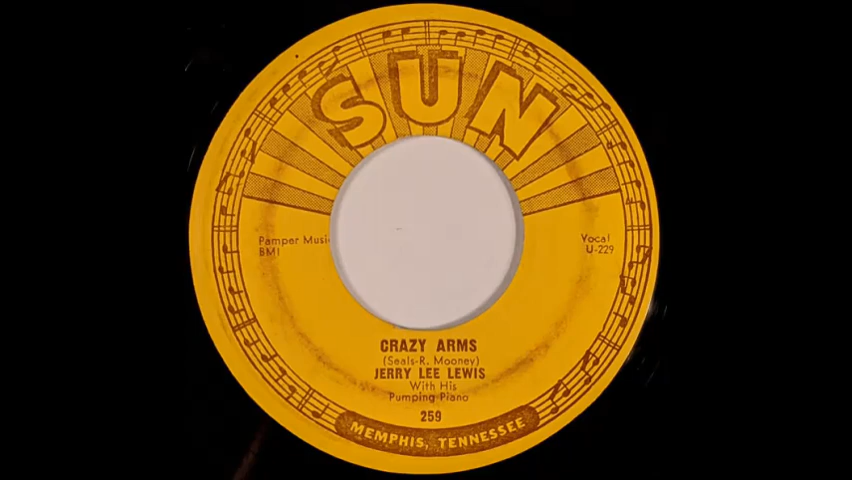 SUN
Pamper Music
BMI
Vocal
U-229
CRAZY ARMS
(Seals-R. Mooney)
JERRY LEE LEWIS
With His
Pumping Piano
259
MEMPHIS, TENNESSEE